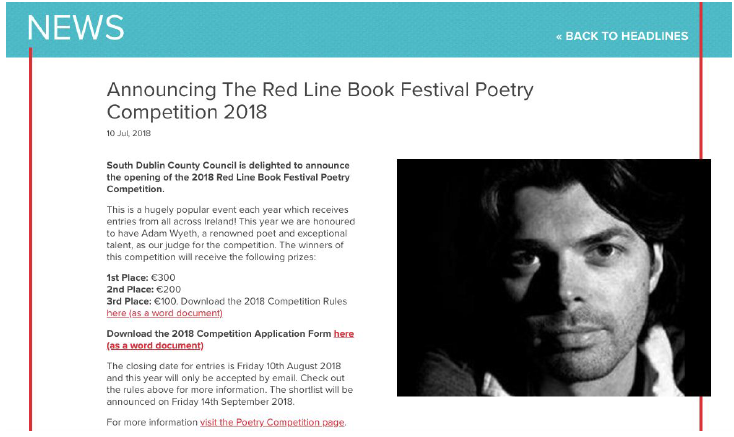 NEWS
« BACK TO HEADLINES
Announcing The Red Line Book Festival Poetry
Competition 2018
10 Jul, 2018
South Dublin County Council is delighted to announce
the opening of the 2018 Red Line Book Festival Poetry
Competition.
This is a hugely popular event each year which receives
entries from all across Ireland! This year we are honoured
to have Adam Wyeth, a renowned poet and exceptional
talent, as our judge for the competition. The winners of
this competition will receive the following prizes:
1st Place: €300
2nd Place: €200
3rd Place: €100. Download the 2018 Competition Rules
here (as a word document)
Download the 2018 Competition Application Form here
(as a word document)
The closing date for entries is Friday 10th August 2018
and this year will only be accepted by email. Check out
the rules above for more information. The shortlist will be
announced on Friday 14th September 2018.
For more information visit the Poetry Competition page.